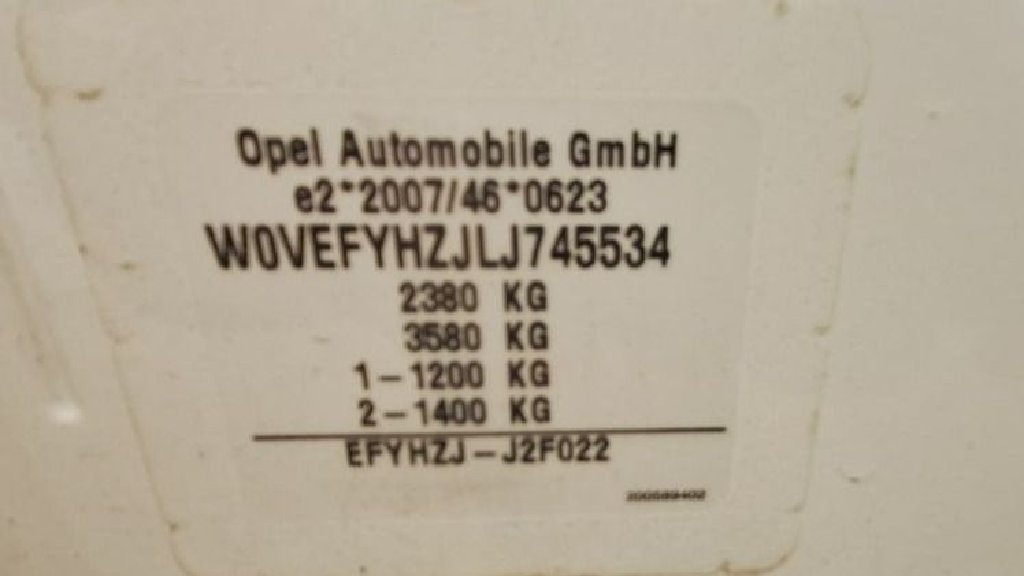 Opel Automobile GmbH
e2*2007/46*0623
W0VEFYHZJLJ745534
2380 KG
3580 KG
1-1200 KG
2-1400 KG
EFYHZJ-J2F022